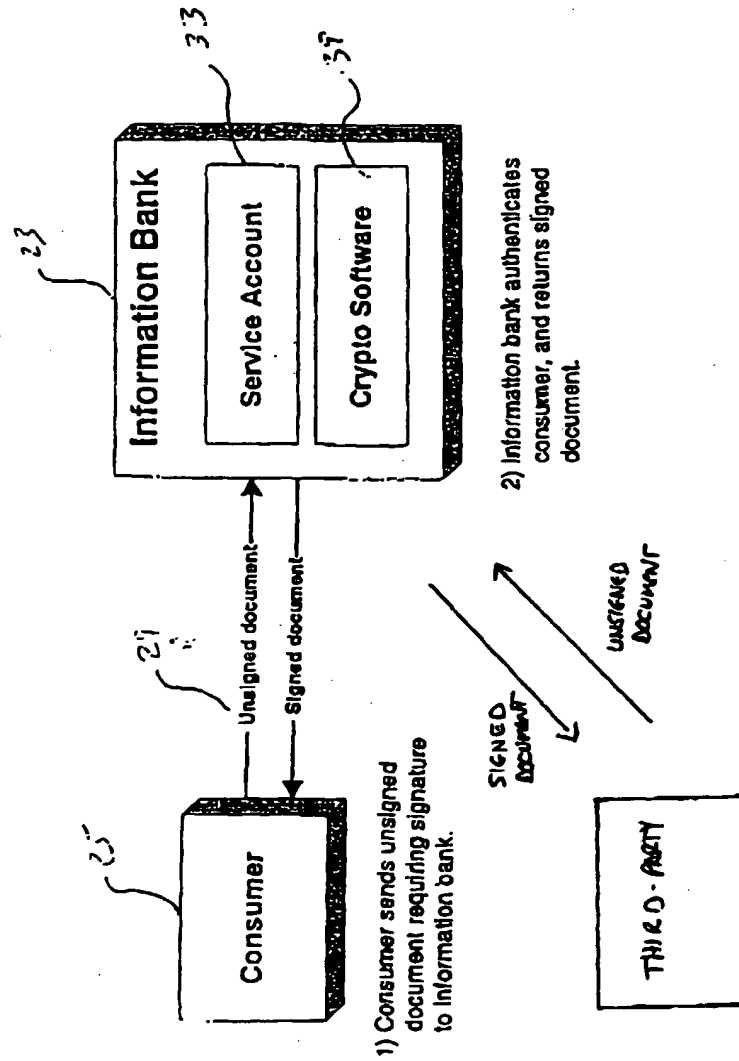 23
Information Bank
33
Service Account
Crypto Software
25
Consumer
Unsigned document
Signed document
1) Consumer sends unsigned
document requiring signature
to Information bank.
2) Information bank authenticates
consumer, and returns signed
document.
SIGNED
DOCUMENT
UNSIGNED
DOCUMENT
THIRD-PARTY